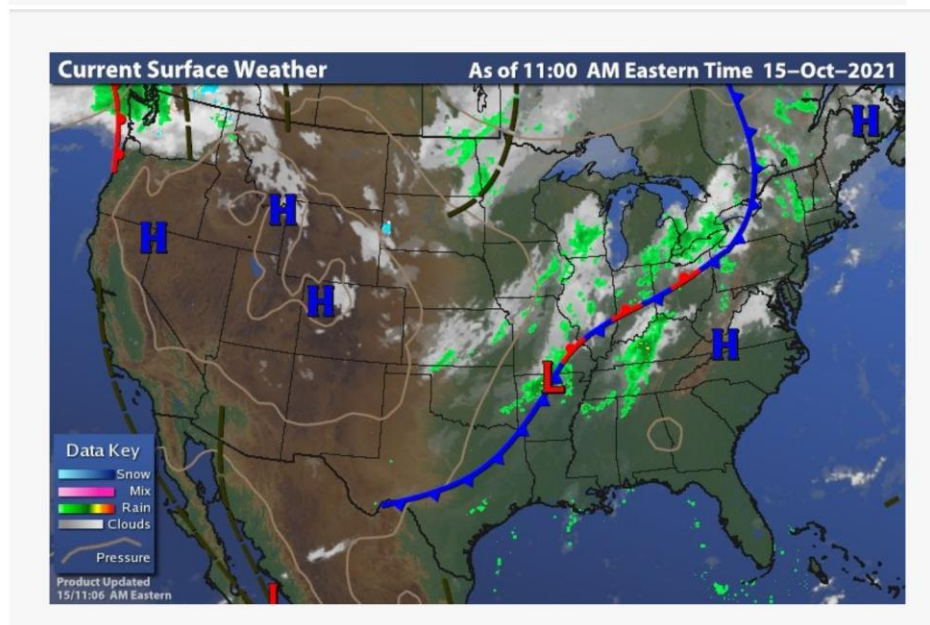 Current Surface Weather
As of 11:00 AM Eastern Time 15-Oct-2021
H
H
H
H
L
H
Data Key
Snow
Mix
Rain
Clouds
Pressure
Product Updated
15/11:06 AM Eastern
L